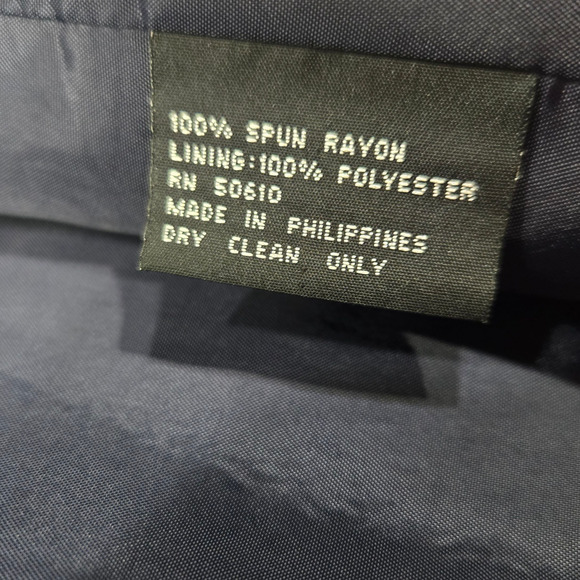 100% SPUN RAYON
LINING:100% POLYESTER
RN 50610
MADE IN PHILIPPINES
DRY CLEAN ONLY